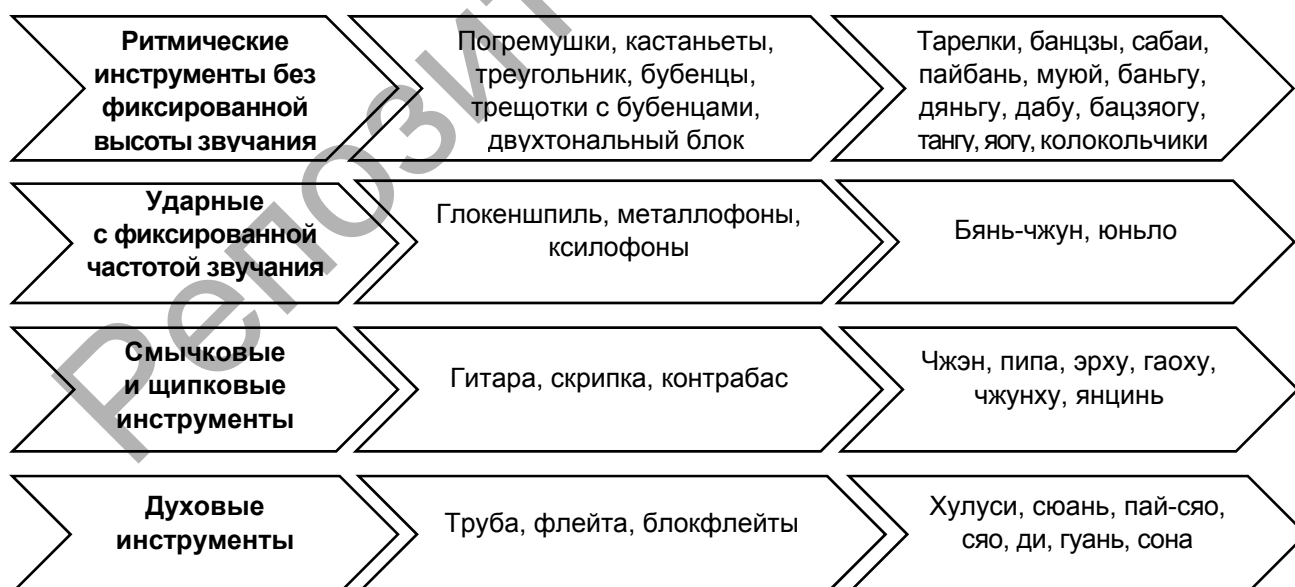 Ритмические
инструменты без
фиксированной
высоты звучания
Погремушки, кастаньеты,
треугольник, бубенцы,
трещотки с бубенцами,
двухтональный блок
Тарелки, банцзы, сабаи,
пайбань, муюй, баньгу,
дяньгу, дабу, бацзяогу,
тангу, яогу, колокольчики
Ударные
с фиксированной
частотой звучания
Глокеншпиль, металлофоны,
ксилофоны
Бянь-чжун, юньло
Смычковые
и щипковые
инструменты
Гитара, скрипка, контрабас
Чжэн, пипа, эрху, гаоху,
чжунху, янцинь
Духовые
инструменты
Труба, флейта, блокфлейты
Хулуси, сюань, пай-сяо,
сяо, ди, гуань, сона